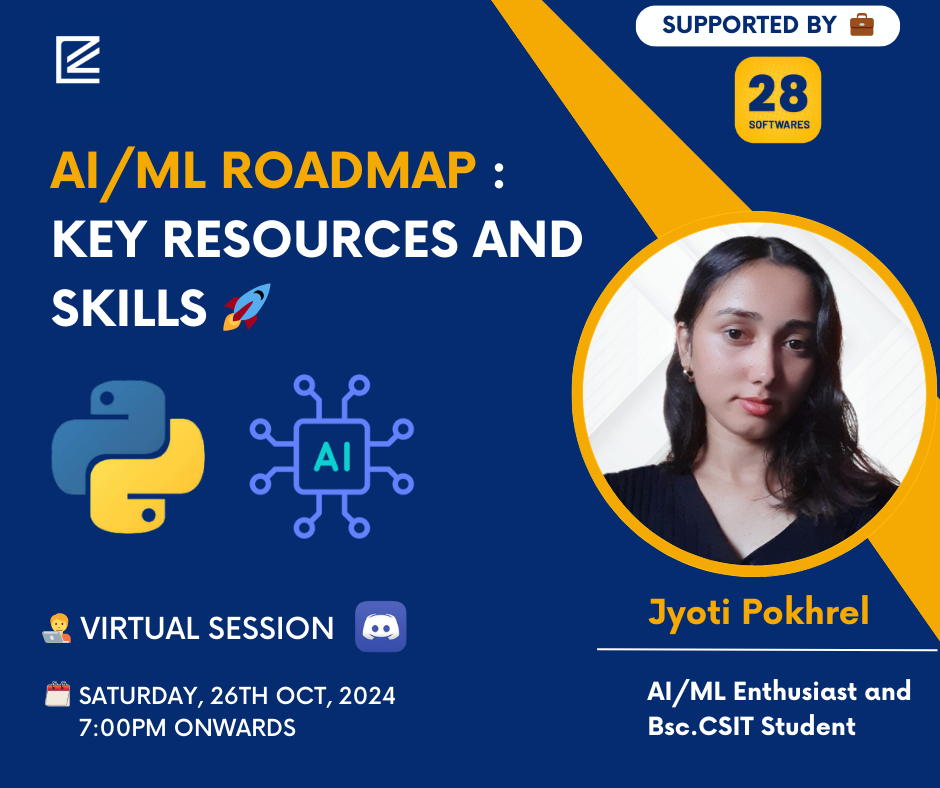 SUPPORTED BY
28
SOFTWARES
AI/ML ROADMAP :
KEY RESOURCES AND
SKILLS
AI
VIRTUAL SESSION
SATURDAY, 26TH OCT, 2024
7:00PM ONWARDS
Jyoti Pokhrel
AI/ML Enthusiast and
Bsc.CSIT Student